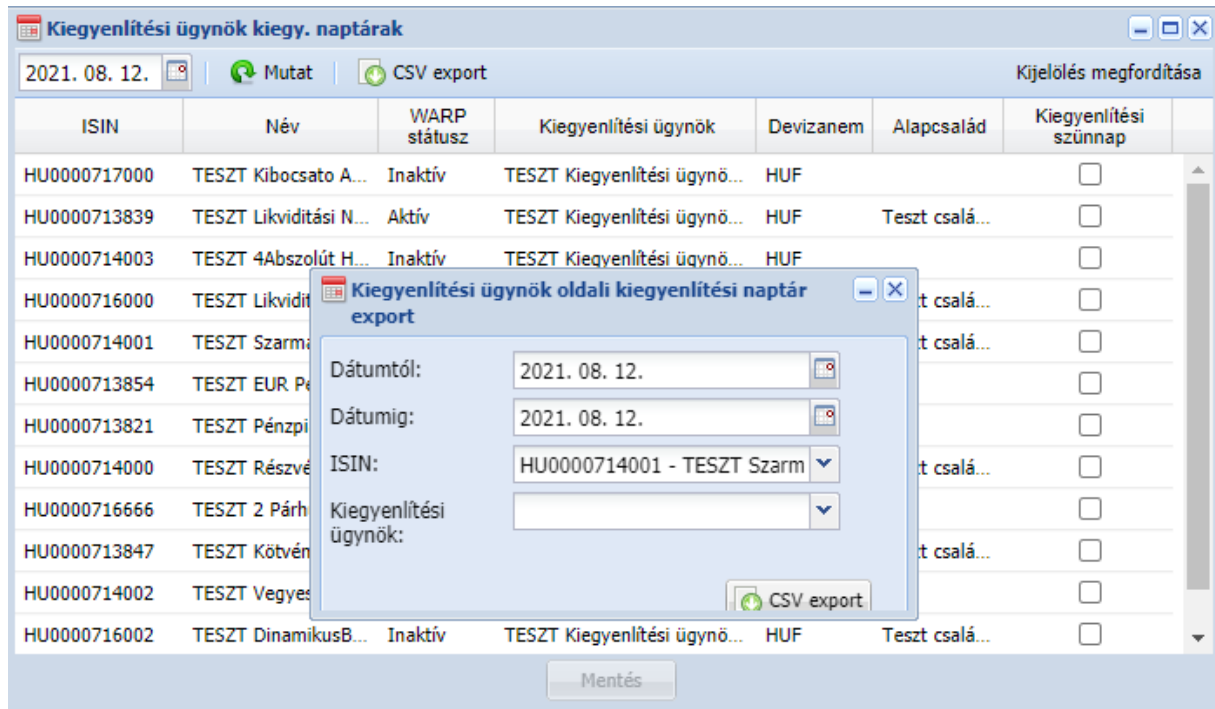 Kiegyenlítési ügynök kiegy. naptárak
2021. 08. 12. Mutat CSV export Kijelölés megfordítása
ISIN Név WARP státusz Kiegyenlítési ügynök Devizanem Alapcsalád Kiegyenlítési szünnap
HU0000717000 TESZT Kibocsato A... Inaktív TESZT Kiegyenlítési ügynö... HUF
HU0000713839 TESZT Likviditási N... Aktív TESZT Kiegyenlítési ügynö... HUF Teszt csalá...
HU0000714003 TESZT 4Abszolút H... Inaktív TESZT Kiegyenlítési ügynö... HUF
HU0000716000 TESZT Likvidit t csalá...
HU0000714001 TESZT Szarma t csalá...
HU0000713854 TESZT EUR Pé
HU0000713821 TESZT Pénzpi
HU0000714000 TESZT Részvé t csalá...
HU0000716666 TESZT 2 Párh
HU0000713847 TESZT Kötvén t csalá...
HU0000714002 TESZT Vegyes
HU0000716002 TESZT DinamikusB... Inaktív TESZT Kiegyenlítési ügynö... HUF Teszt csalá...
Kiegyenlítési ügynök oldali kiegyenlítési naptár
export
Dátumtól: 2021. 08. 12.
Dátumig: 2021. 08. 12.
ISIN: HU0000714001 - TESZT Szarm
Kiegyenlítési
ügynök:
CSV export
Mentés